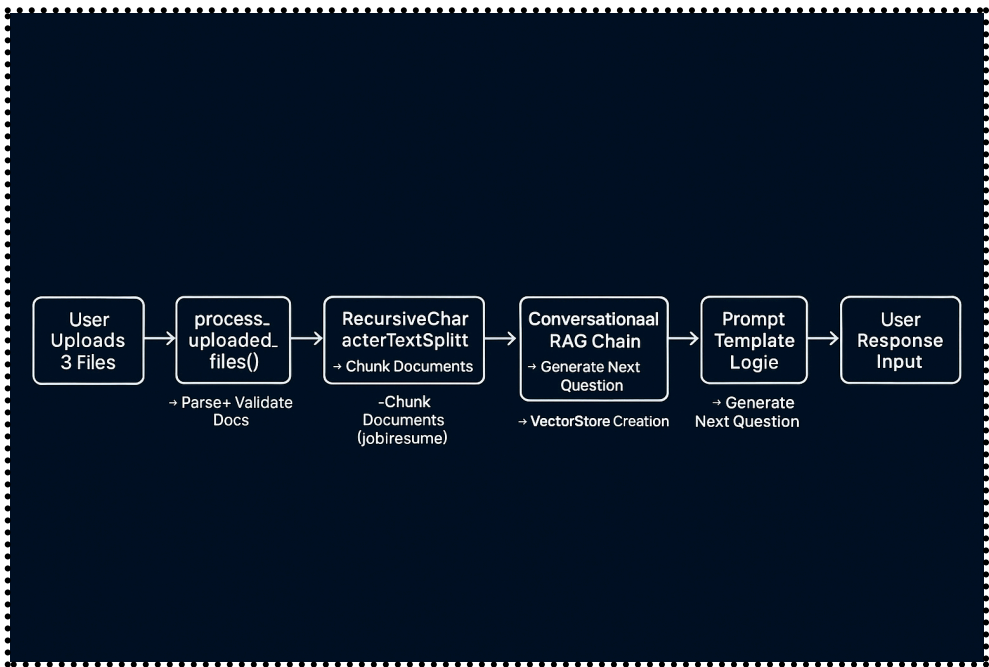 User
Uploads
3 Files
process_
uploaded_
files()
→ Parse+ Validate
Docs
RecursiveChar
acterTextSplitt
→ Chunk Documents
-Chunk
Documents
(jobiresume)
Conversationaal
RAG Chain
→ Generate Next
Question
→ VectorStore Creation
Prompt
Template
Logie
→ Generate
Next Question
User
Response
Input